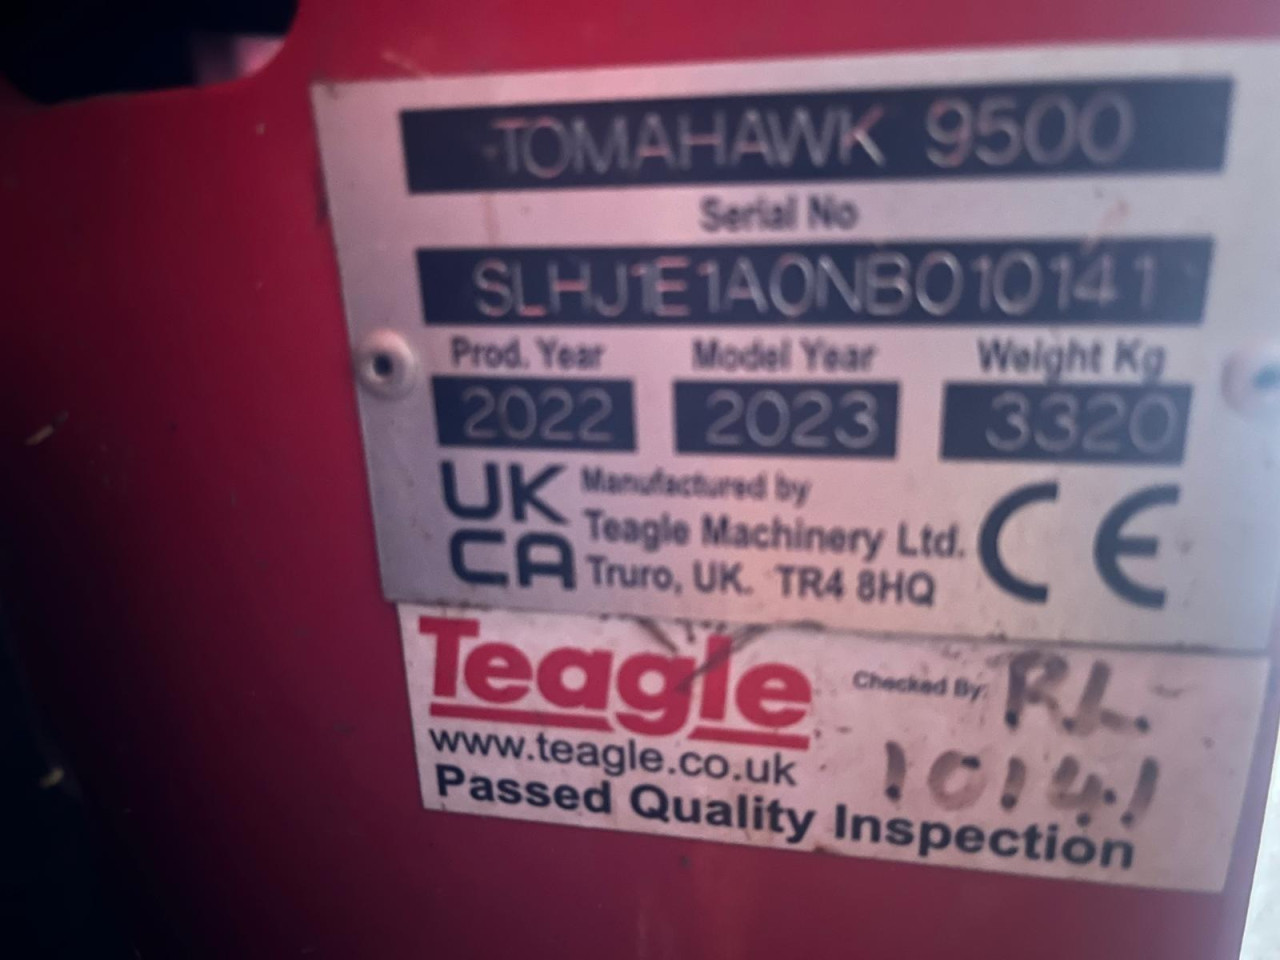 TOMAHAWK 9500
Serial No
SLHJ1E1A0NB010141
Prod. Year Model Year Weight Kg
2022 2023 3320
UK
CA
Manufactured by
Teagle Machinery Ltd.
Truro, UK. TR4 8HQ
CE
Teagle
Checked By: R.L.
www.teagle.co.uk
10141
Passed Quality Inspection